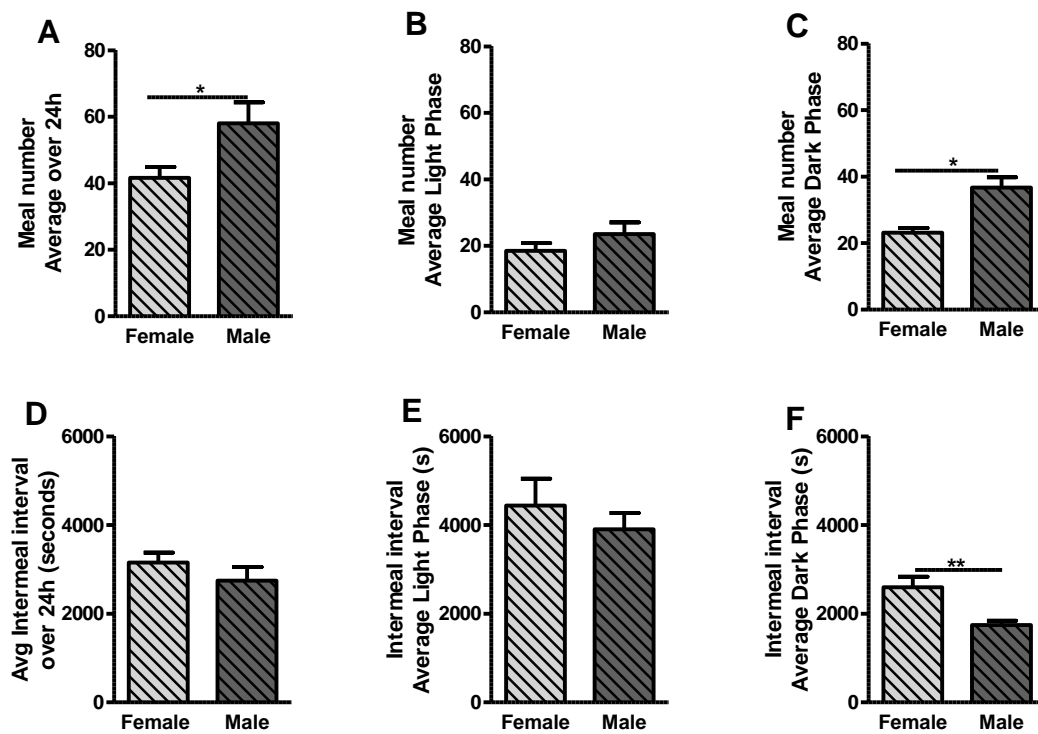 A
Meal number
Average over 24h
80
60
40
20
0
*
Female
Male
B
Meal number
Average Light Phase
80
60
40
20
0
Female
Male
C
Meal number
Average Dark Phase
80
60
40
20
0
*
Female
Male
D
Avg Intermeal interval
over 24h (seconds)
6000
4000
2000
0
Female
Male
E
Intermeal interval
Average Light Phase (s)
6000
4000
2000
0
Female
Male
F
Intermeal interval
Average Dark Phase (s)
6000
4000
2000
0
**
Female
Male